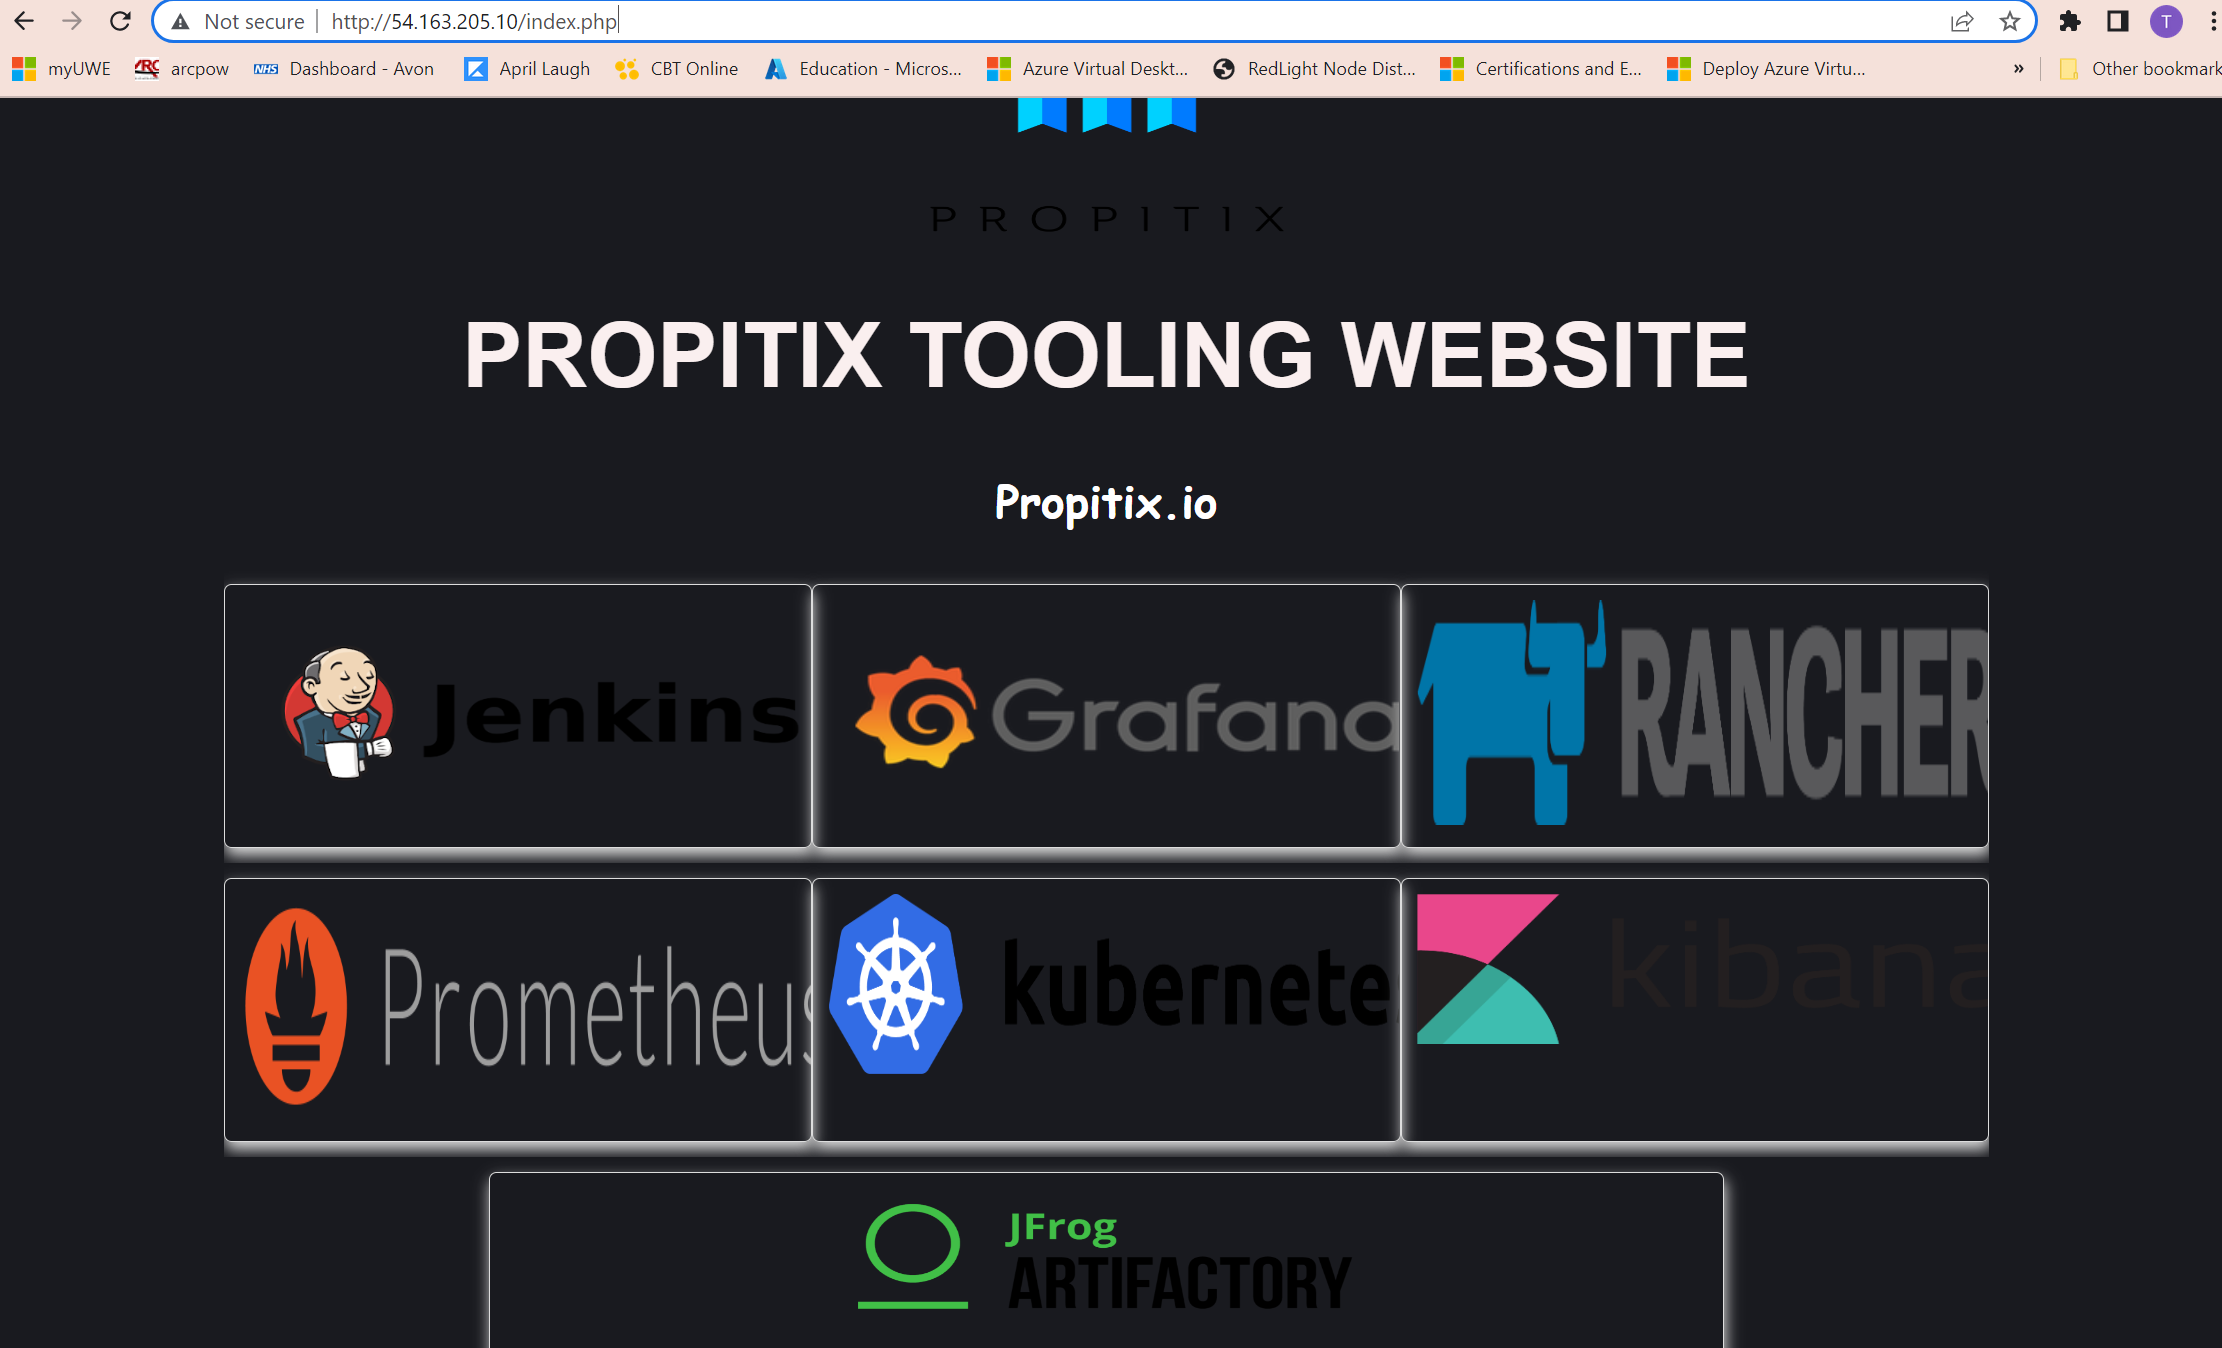 Not secure | http://54.163.205.10/index.php T
myUWE arcpow NHS Dashboard - Avon April Laugh CBT Online Education - Micros... Azure Virtual Deskt... RedLight Node Dist... Certifications and E... Deploy Azure Virtu... » Other bookmark
PROPITIX
PROPITIX TOOLING WEBSITE
Propitix.io
Jenkins Grafana RANCHER
Prometheus kubernete kibana
JFrog
ARTIFACTORY